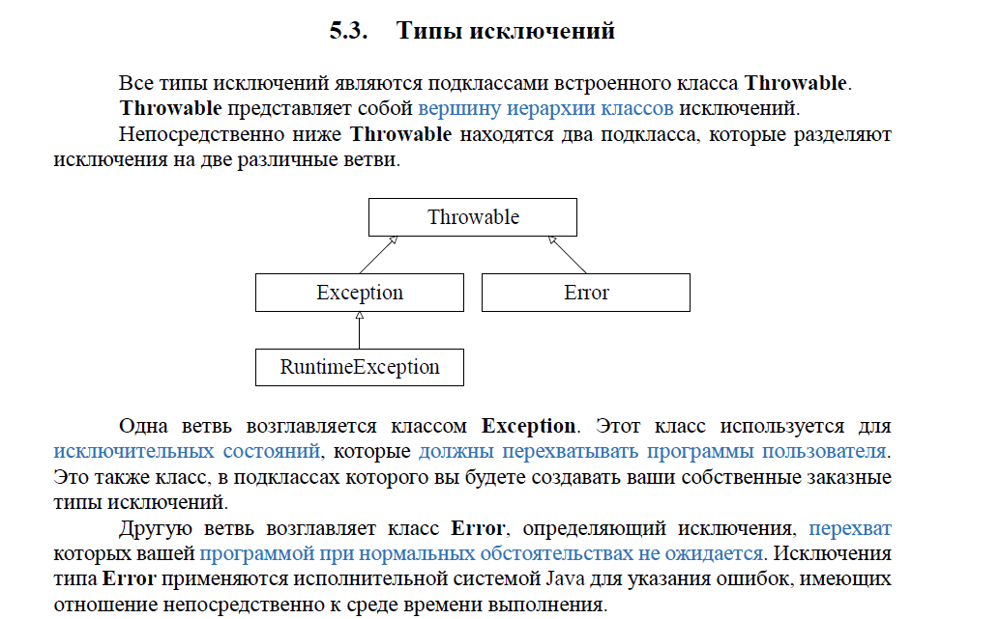 5.3. Типы исключений
Все типы исключений являются подклассами встроенного класса Throwable.
Throwable представляет собой вершину иерархии классов исключений.
Непосредственно ниже Throwable находятся два подкласса, которые разделяют
исключения на две различные ветви.
Throwable
Exception Error
RuntimeException
Одна ветвь возглавляется классом Exception. Этот класс используется для
исключительных состояний, которые должны перехватывать программы пользователя.
Это также класс, в подклассах которого вы будете создавать ваши собственные заказные
типы исключений.
Другую ветвь возглавляет класс Error, определяющий исключения, перехват
которых вашей программой при нормальных обстоятельствах не ожидается. Исключения
типа Error применяются исполнительной системой Java для указания ошибок, имеющих
отношение непосредственно к среде времени выполнения.